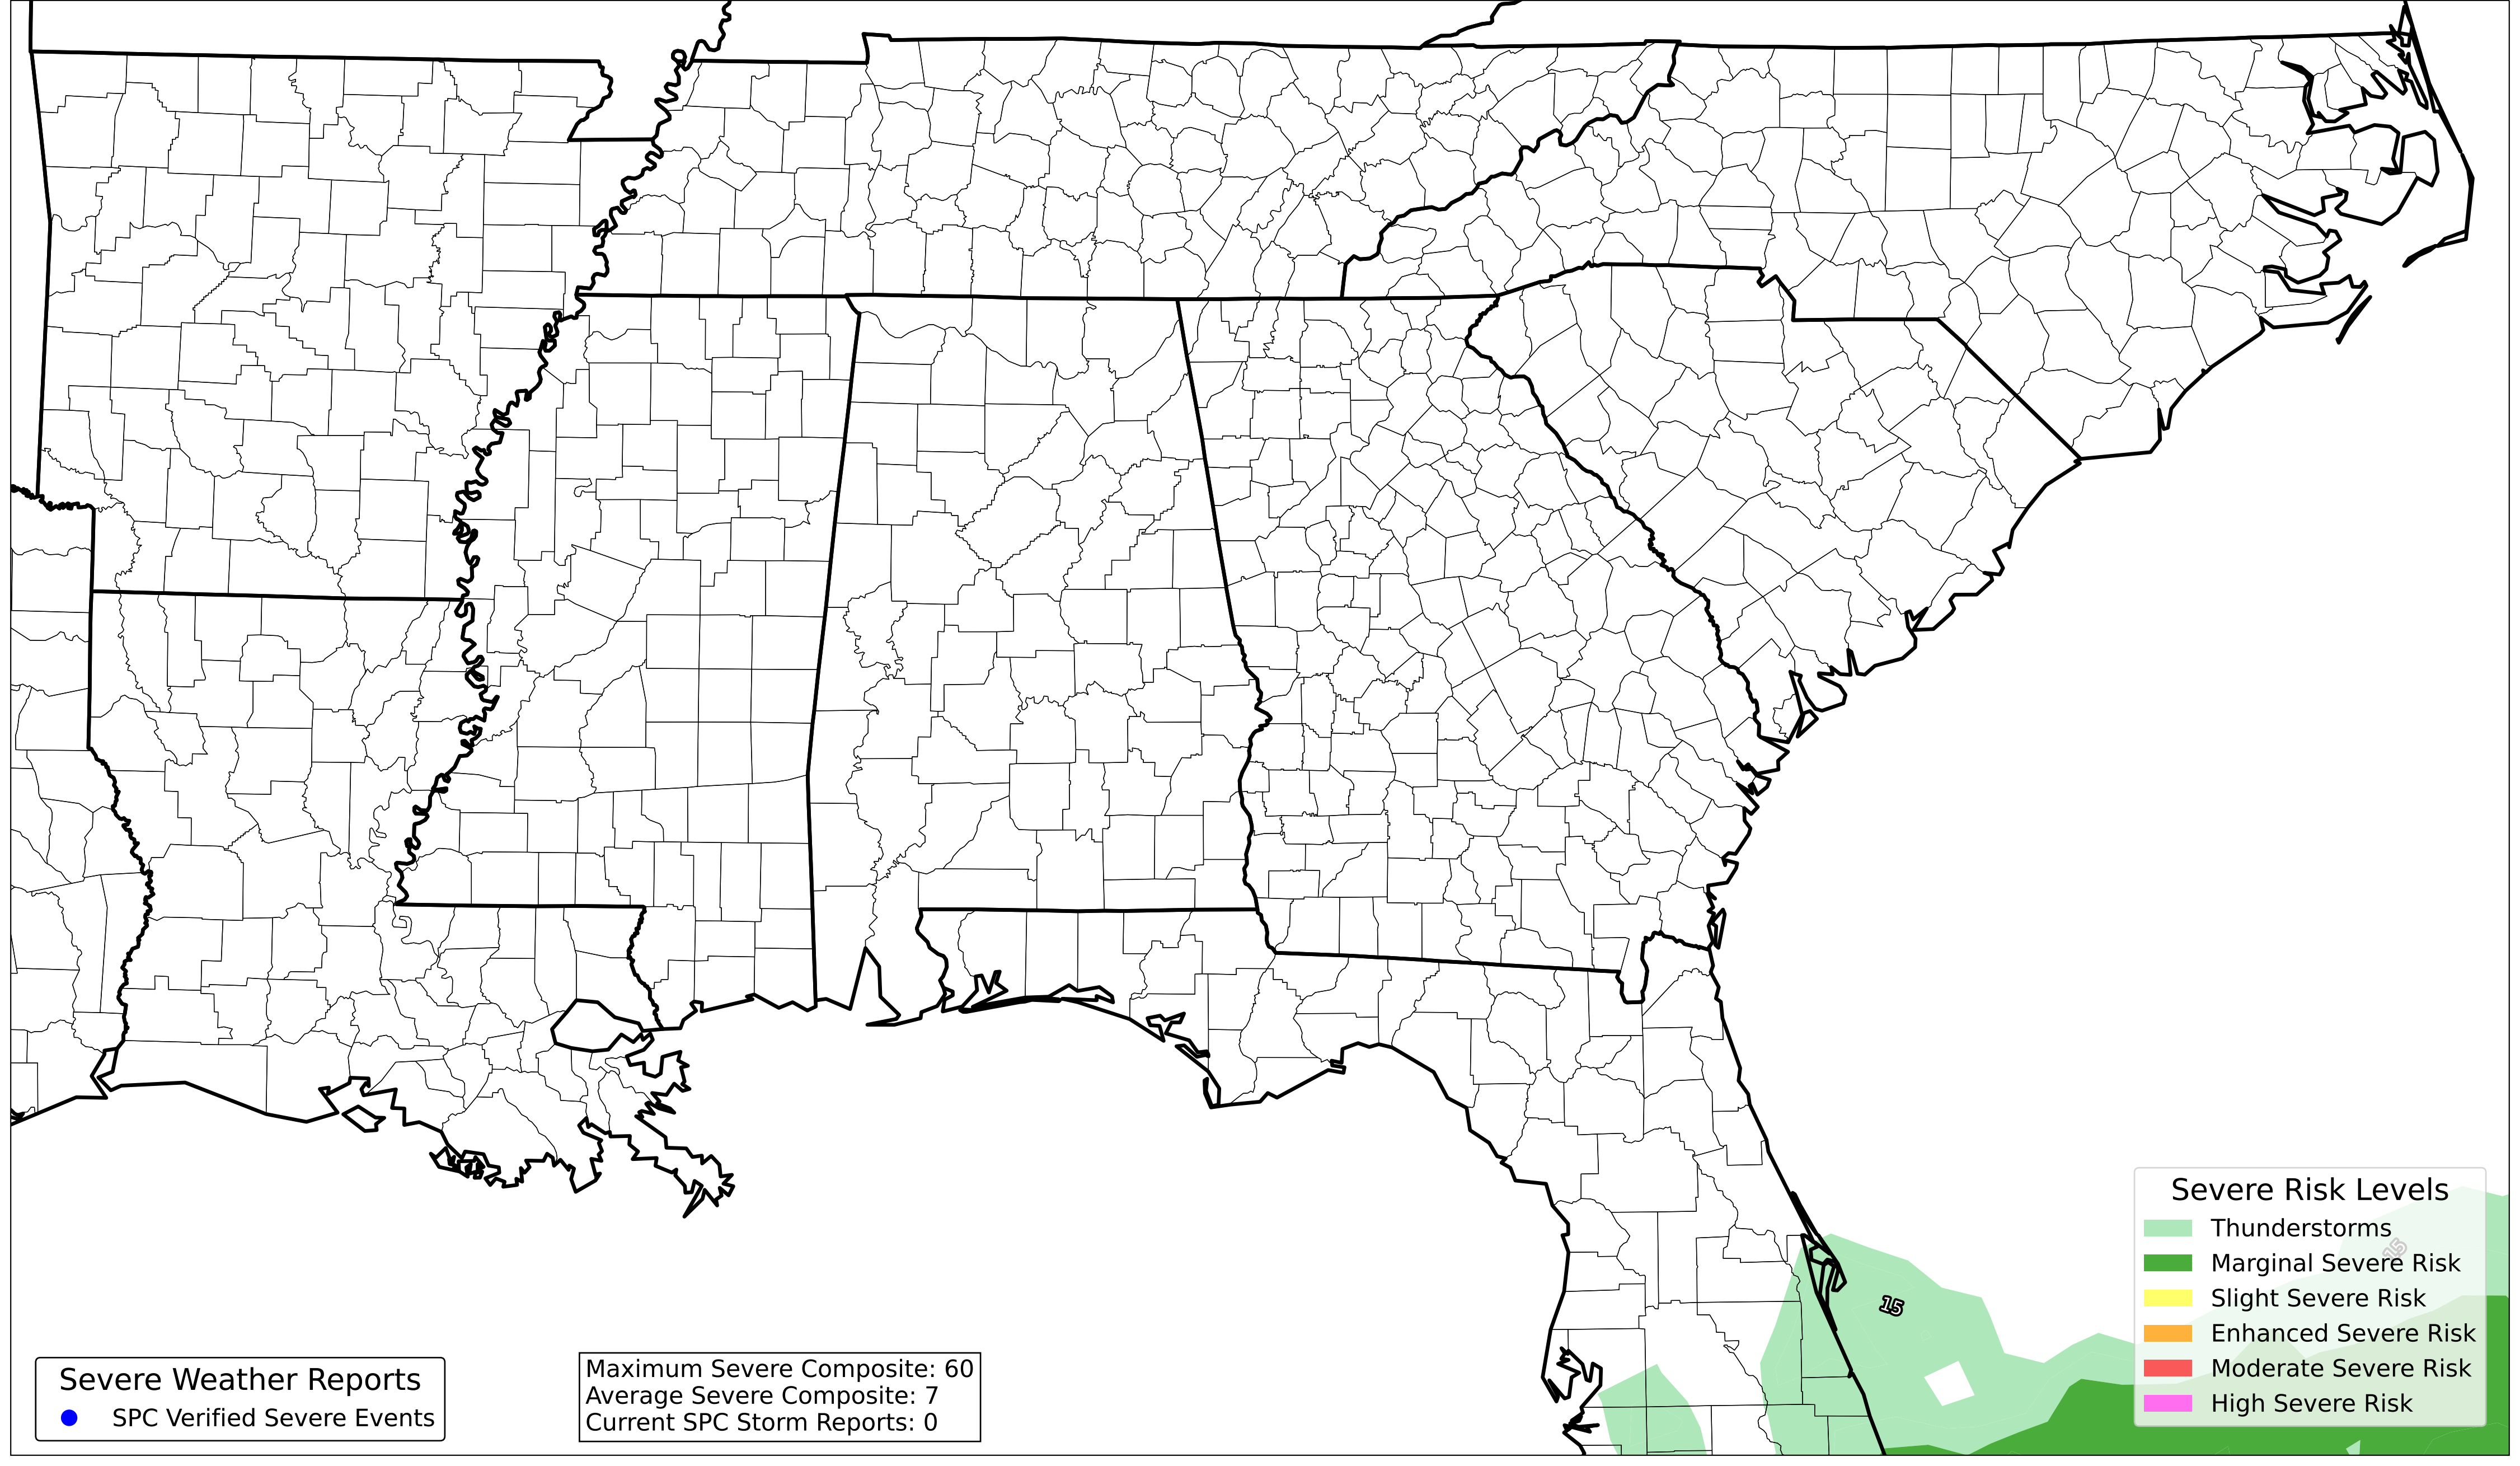 15
15
Severe Risk Levels
Thunderstorms
Marginal Severe Risk
Slight Severe Risk
Enhanced Severe Risk
Moderate Severe Risk
High Severe Risk
Severe Weather Reports
SPC Verified Severe Events
Maximum Severe Composite: 60
Average Severe Composite: 7
Current SPC Storm Reports: 0